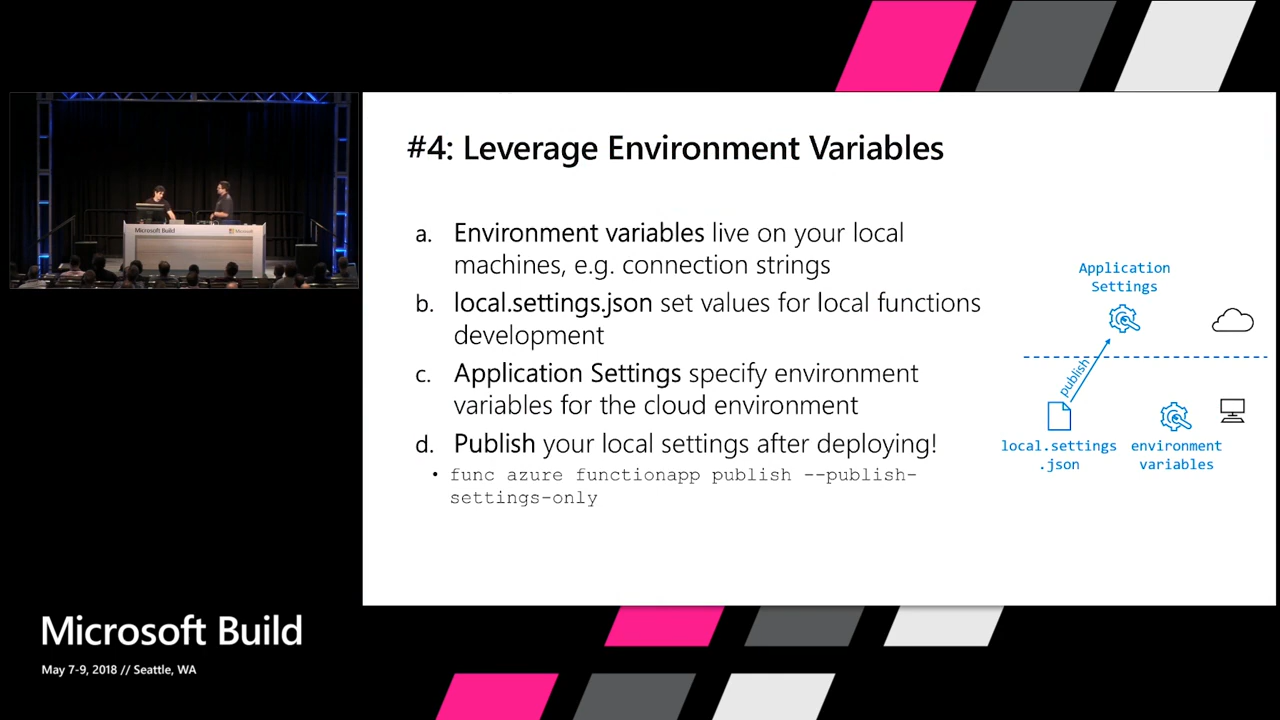 #4: Leverage Environment Variables
a. Environment variables live on your local
machines, e.g. connection strings
b. local.settings.json set values for local functions
development
c. Application Settings specify environment
variables for the cloud environment
d. Publish your local settings after deploying!
• func azure functionapp publish --publish-
settings-only
Application
Settings
publish
local.settings
.json
environment
variables
Microsoft Build
Microsoft
Microsoft Build
May 7-9, 2018 // Seattle, WA